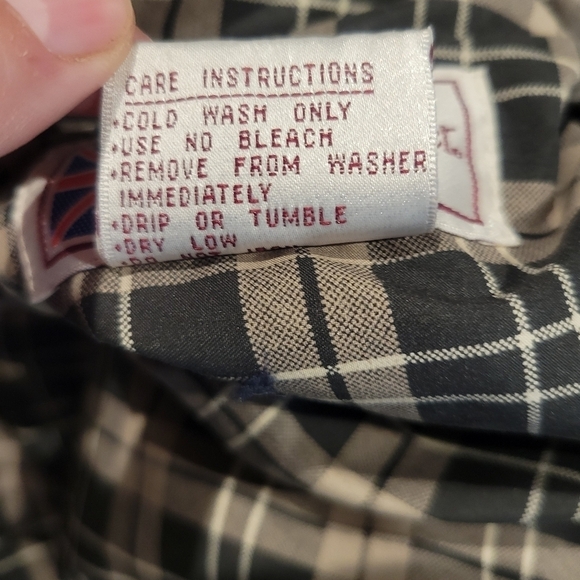 CARE INSTRUCTIONS
•COLD WASH ONLY
•USE NO BLEACH
•REMOVE FROM WASHER
IMMEDIATELY
•DRIP OR TUMBLE
•DRY LOW